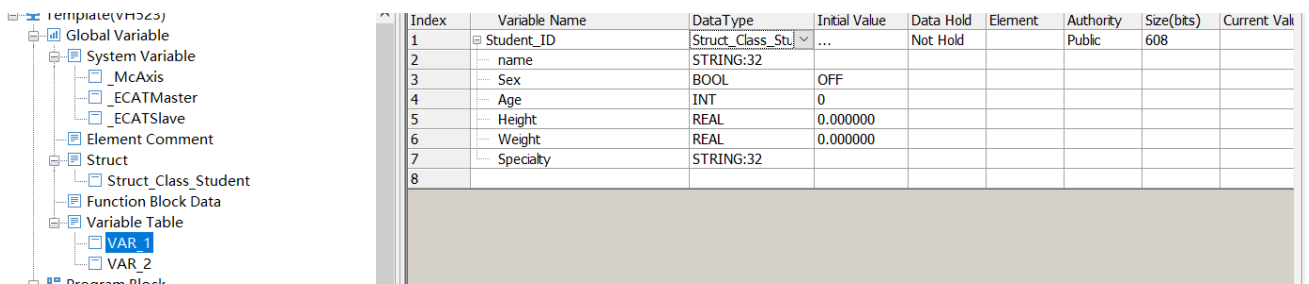 Template(VH523)
Global Variable
System Variable
_McAxis
_ECATMaster
_ECATSlave
Element Comment
Struct
Struct_Class_Student
Function Block Data
Variable Table
VAR_1
VAR_2
Program Block
Index Variable Name DataType Initial Value Data Hold Element Authority Size(bits) Current Valu
1 Student_ID Struct_Class_Stu ... Not Hold Public 608
2 name STRING:32
3 Sex BOOL OFF
4 Age INT 0
5 Height REAL 0.000000
6 Weight REAL 0.000000
7 Specialty STRING:32
8